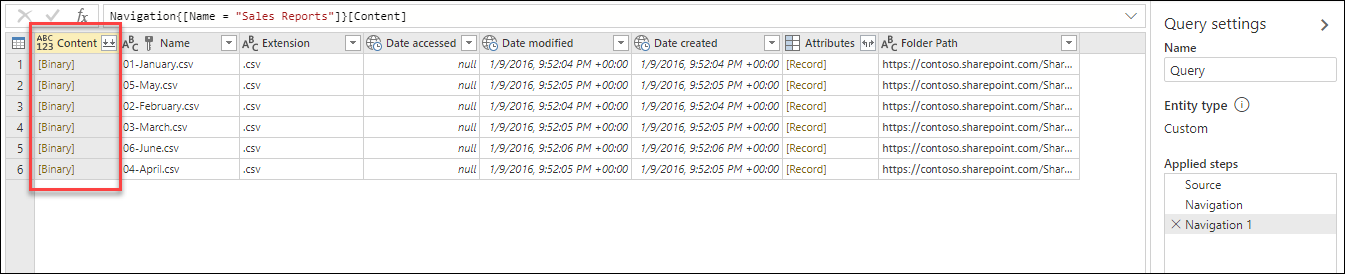 fx Navigation{[Name = "Sales Reports"]}[Content]
ABC 123 Content ABC Name ABC Extension Date accessed Date modified Date created Attributes ABC Folder Path
1 [Binary] 01-January.csv .csv null 1/9/2016, 9:52:04 PM +00:00 1/9/2016, 9:52:04 PM +00:00 [Record] https://contoso.sharepoint.com/Shar...
2 [Binary] 05-May.csv .csv null 1/9/2016, 9:52:05 PM +00:00 1/9/2016, 9:52:05 PM +00:00 [Record] https://contoso.sharepoint.com/Shar...
3 [Binary] 02-February.csv .csv null 1/9/2016, 9:52:04 PM +00:00 1/9/2016, 9:52:04 PM +00:00 [Record] https://contoso.sharepoint.com/Shar...
4 [Binary] 03-March.csv .csv null 1/9/2016, 9:52:05 PM +00:00 1/9/2016, 9:52:05 PM +00:00 [Record] https://contoso.sharepoint.com/Shar...
5 [Binary] 06-June.csv .csv null 1/9/2016, 9:52:06 PM +00:00 1/9/2016, 9:52:06 PM +00:00 [Record] https://contoso.sharepoint.com/Shar...
6 [Binary] 04-April.csv .csv null 1/9/2016, 9:52:05 PM +00:00 1/9/2016, 9:52:05 PM +00:00 [Record] https://contoso.sharepoint.com/Shar...
Query settings
Name
Query
Entity type
Custom
Applied steps
Source
Navigation
Navigation 1